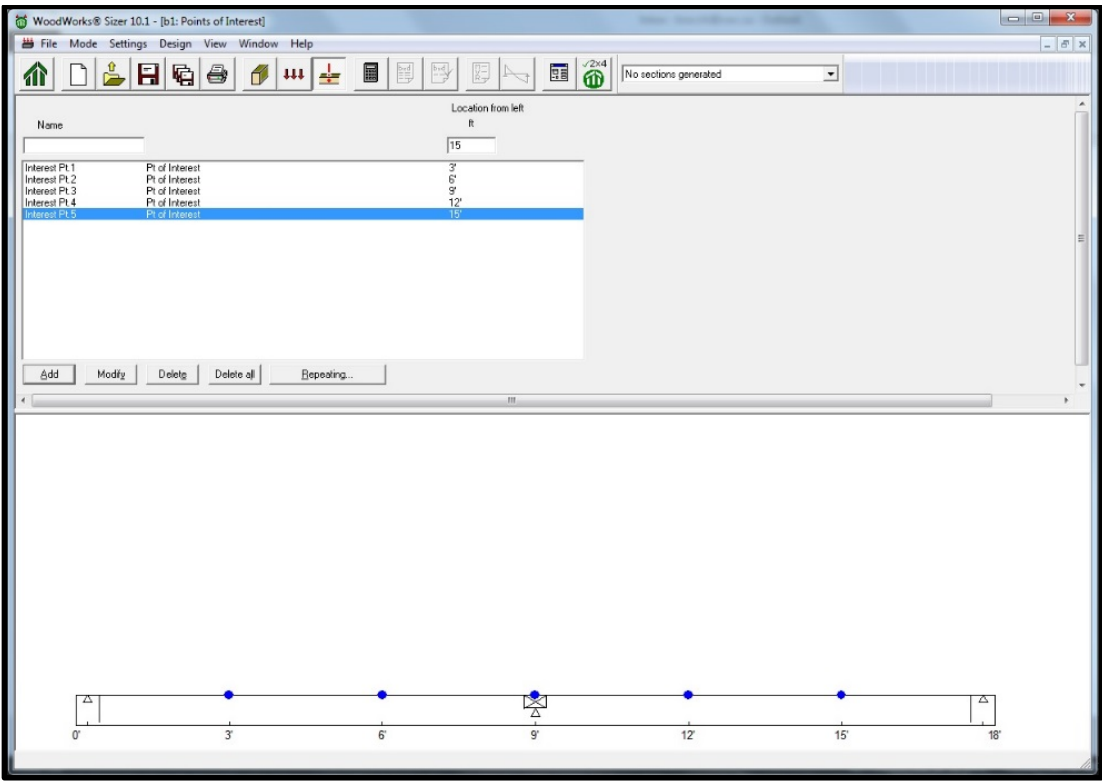 WoodWorks® Sizer 10.1 - [b1: Points of Interest]
File Mode Settings Design View Window Help
✓2x4
No sections generated
Location from left
Name ft
15
Interest Pt.1 Pt of Interest 3'
Interest Pt.2 Pt of Interest 6'
Interest Pt.3 Pt of Interest 9'
Interest Pt.4 Pt of Interest 12'
Interest Pt.5 Pt of Interest 15'
Add Modify Delete Delete all Repeating...
0' 3' 6' 9' 12' 15' 18'